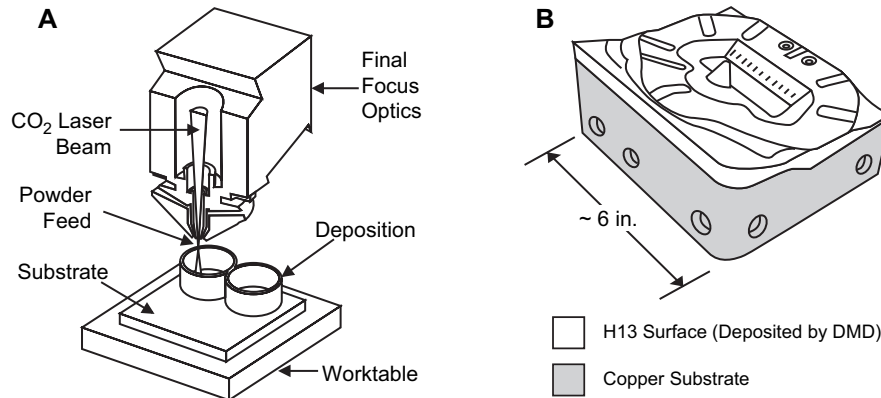 A
Final
Focus
Optics
CO₂ Laser
Beam
Powder
Feed
Deposition
Substrate
Worktable
B
~ 6 in.
H13 Surface (Deposited by DMD)
Copper Substrate